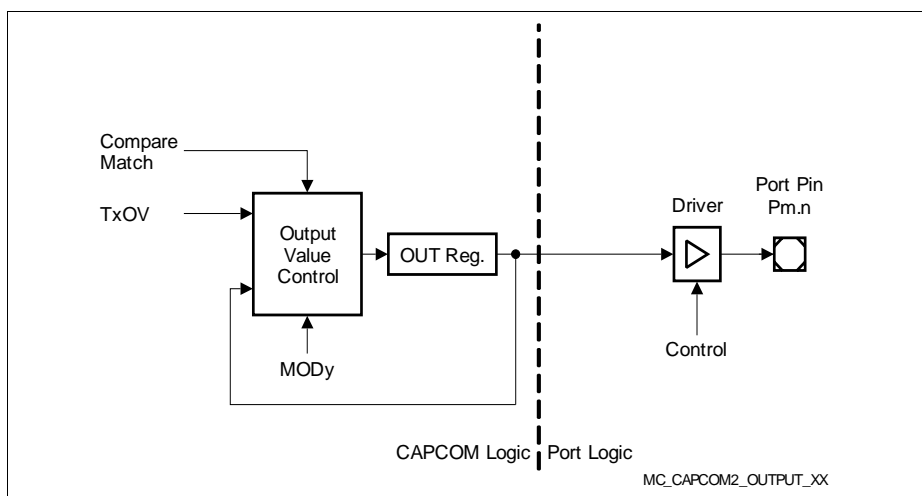 Compare
Match
TxOV
Output
Value
Control
OUT Reg.
MODy
Driver
Port Pin
Pm.n
Control
CAPCOM Logic
Port Logic
MC_CAPCOM2_OUTPUT_XX